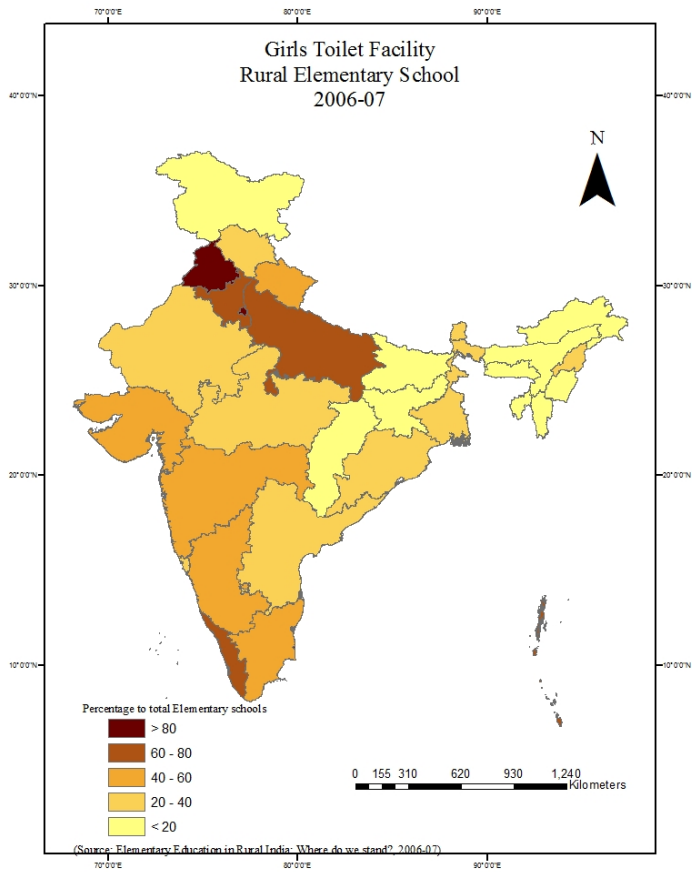 70°0'0"E 80°0'0"E 90°0'0"E
Girls Toilet Facility
Rural Elementary School
2006-07
40°0'0"N 40°0'0"N
N
30°0'0"N 30°0'0"N
20°0'0"N 20°0'0"N
10°0'0"N 10°0'0"N
Percentage to total Elementary schools
> 80
60 - 80
40 - 60
20 - 40
< 20
0 155 310 620 930 1,240
Kilometers
(Source: Elementary Education in Rural India: Where do we stand?, 2006-07)
70°0'0"E 80°0'0"E 90°0'0"E